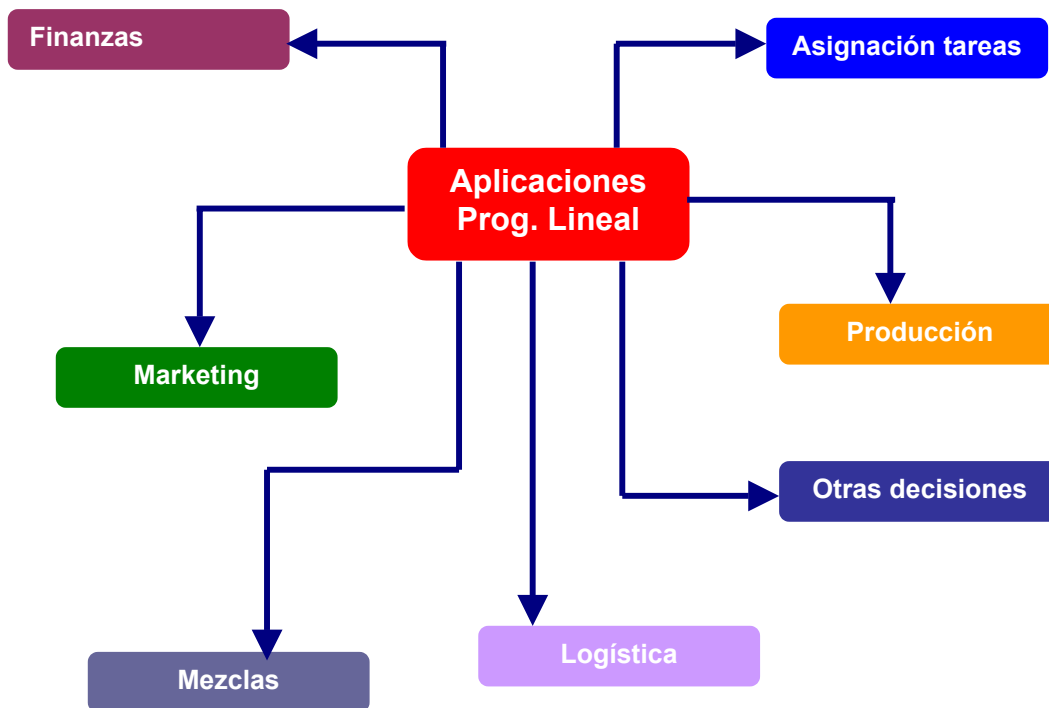 Finanzas
Asignación tareas
Aplicaciones
Prog. Lineal
Producción
Marketing
Otras decisiones
Logística
Mezclas